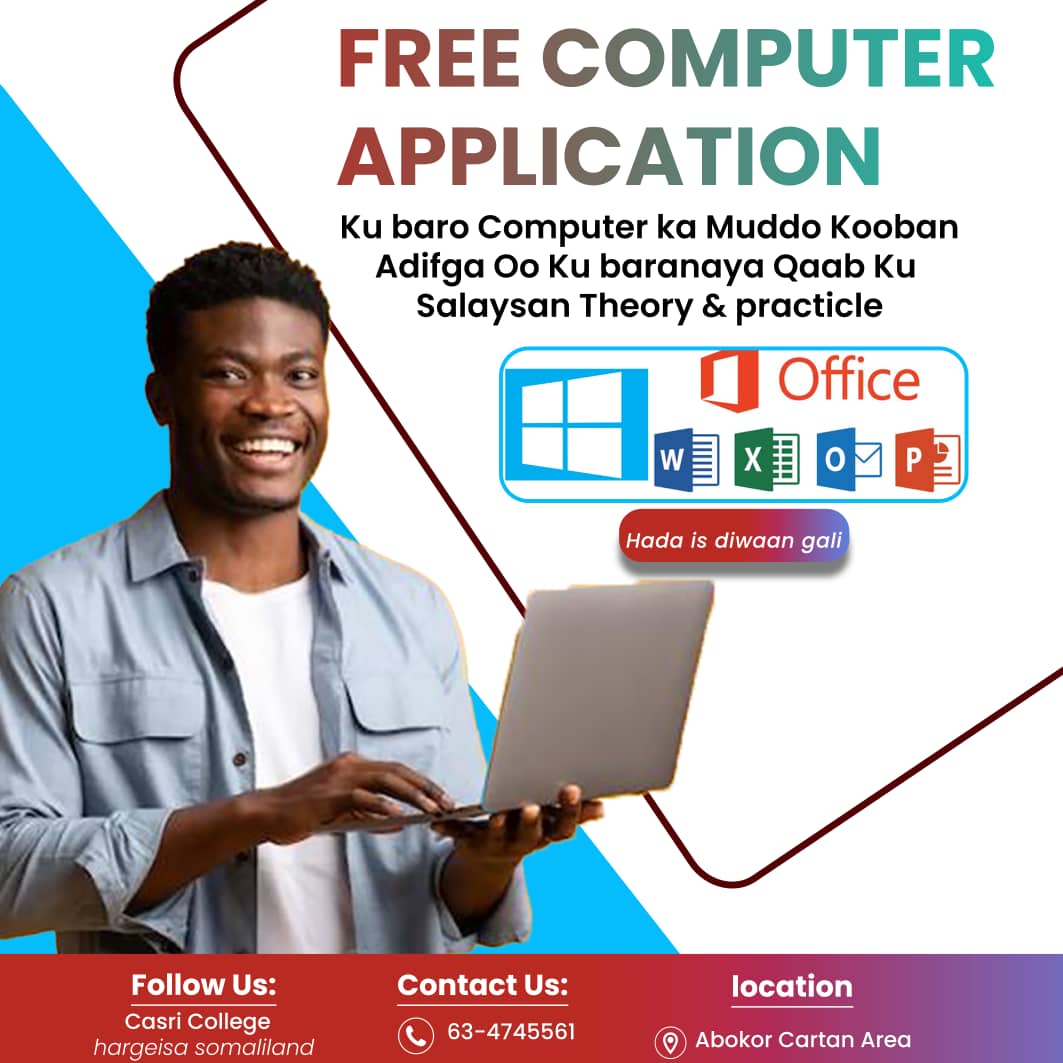 FREE COMPUTER
APPLICATION
Ku baro Computer ka Muddo Kooban
Adifga Oo Ku baranaya Qaab Ku
Salaysan Theory & practicle
Office
W
X
O
P
Hada is diwaan gali
Follow Us:
Casri College
hargeisa somaliland
Contact Us:
63-4745561
location
Abokor Cartan Area